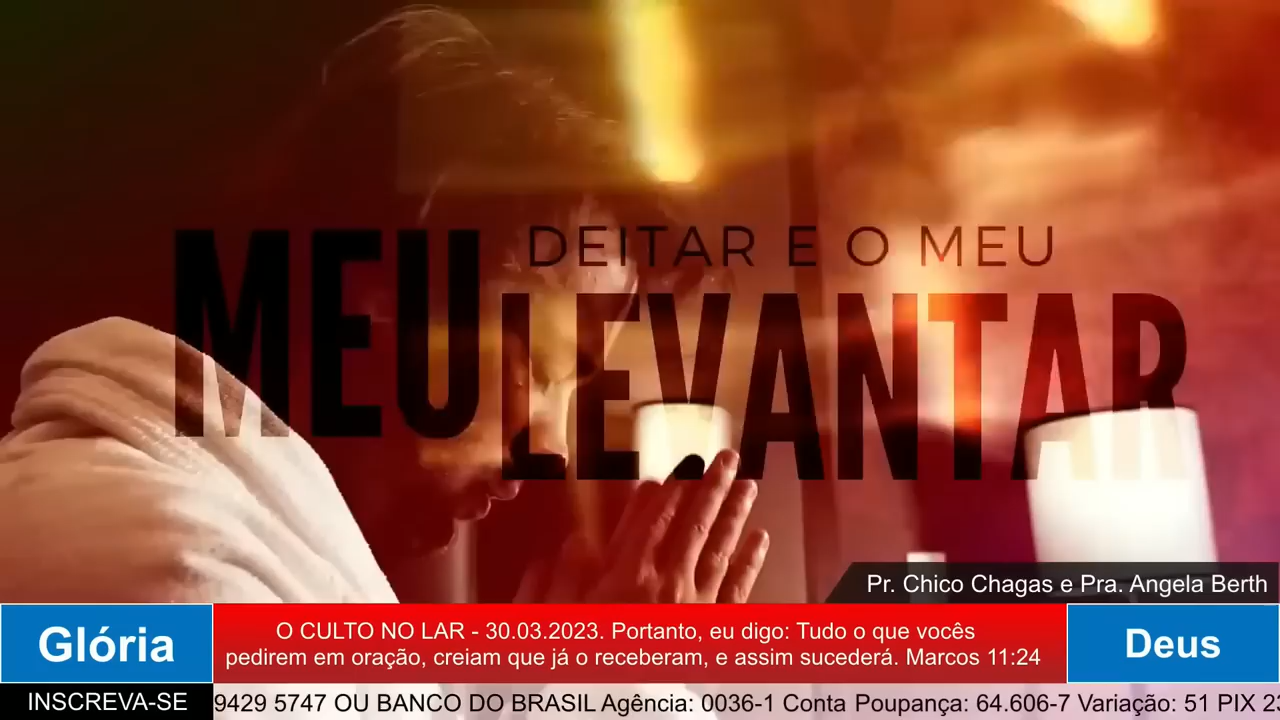 MEU DEITAR E O MEU
LEVANTAR
Pr. Chico Chagas e Pra. Angela Berth
Glória
O CULTO NO LAR - 30.03.2023. Portanto, eu digo: Tudo o que vocês
pedirem em oração, creiam que já o receberam, e assim sucederá. Marcos 11:24
Deus
INSCREVA-SE
9429 5747 OU BANCO DO BRASIL Agência: 0036-1 Conta Poupança: 64.606-7 Variação: 51 PIX